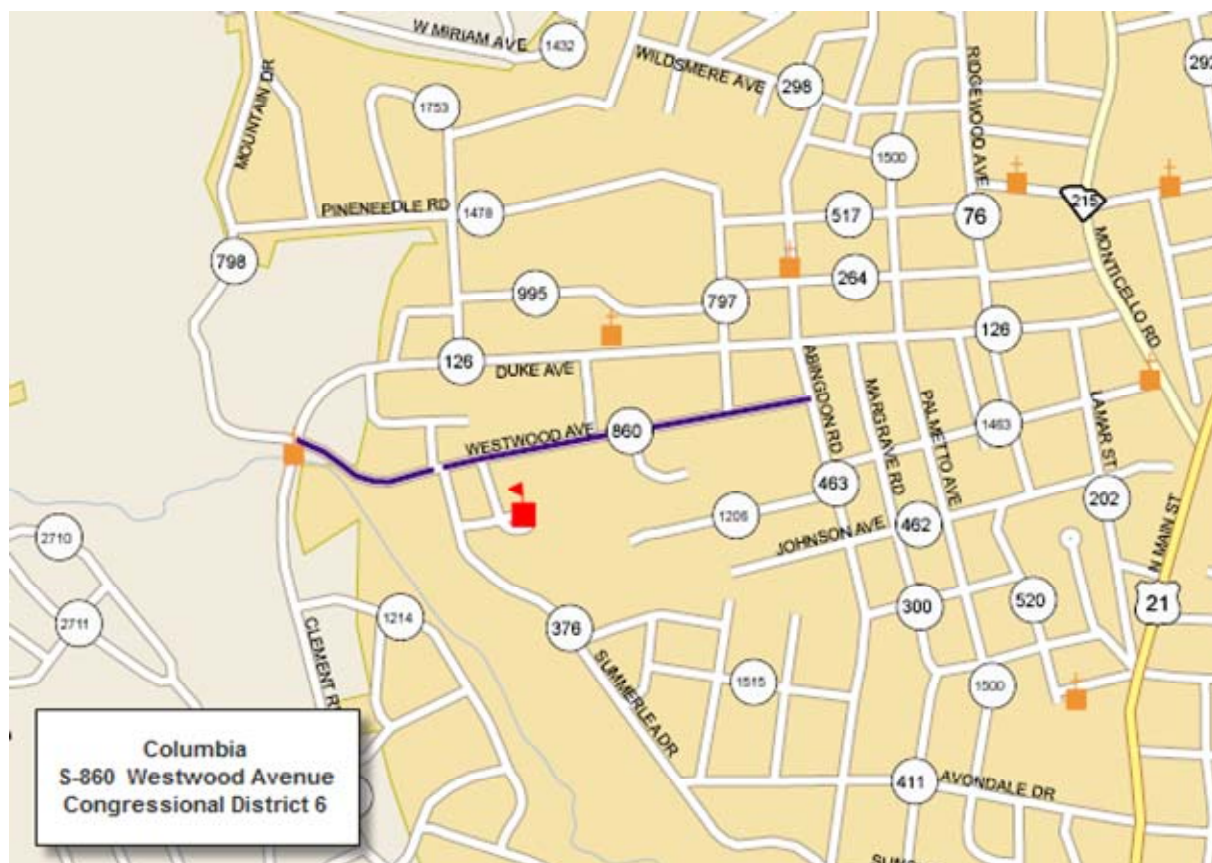 W MIRIAM AVE
1432
WILDSMERE AVE
298
RIDGEWOOD AVE
MOUNTAIN DR
1753
1500
215
PINENEEDLE RD
1478
517
76
798
995
797
264
MONTICELLO RD
126
DUKE AVE
126
ABINGDON RD
MARGRAVE RD
PALMETTO AVE
LAMAR ST
WESTWOOD AVE
860
1463
463
202
N MAIN ST
1206
JOHNSON AVE
462
2710
2711
CLEMENT
1214
376
300
520
21
SUMMERLEA DR
1515
1500
411
AVONDALE DR
Columbia
S-860 Westwood Avenue
Congressional District 6